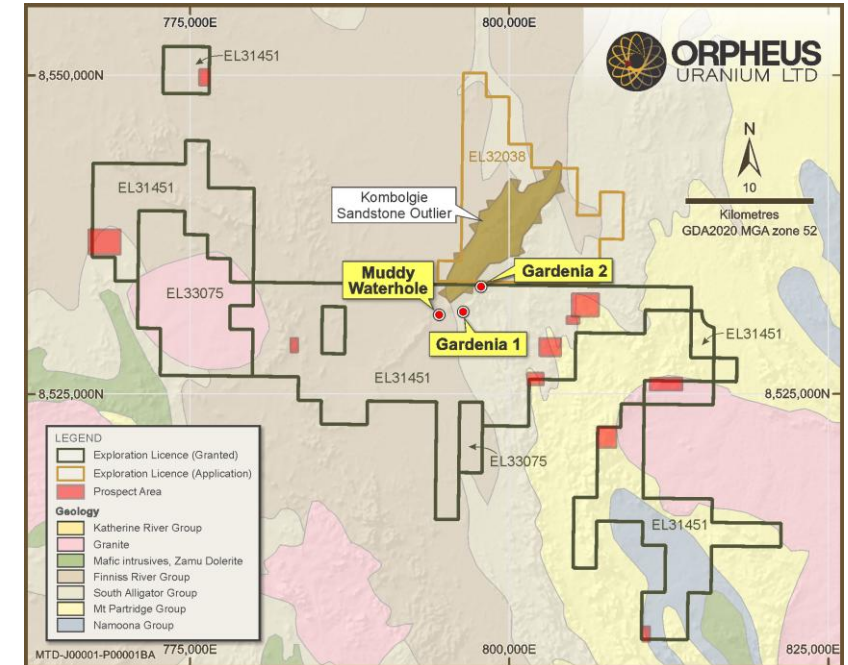 775,000E
800,000E
ORPHEUS
URANIUM LTD
EL31451
8,550,000N
N
10
Kilometres
GDA2020 MGA zone 52
EL32038
EL31451
Kombolgie
Sandstone Outlier
Muddy
Waterhole
Gardenia 2
EL33075
Gardenia 1
EL31451
EL31451
8,525,000N
8,525,000N
LEGEND
Exploration Licence (Granted)
Exploration Licence (Application)
Prospect Area
Geology
Katherine River Group
Granite
Mafic intrusives, Zamu Dolerite
Finniss River Group
South Alligator Group
Mt Partridge Group
Namoona Group
EL33075
EL31451
MTD-J00001-P00001BA
775,000E
800,000E
825,000E